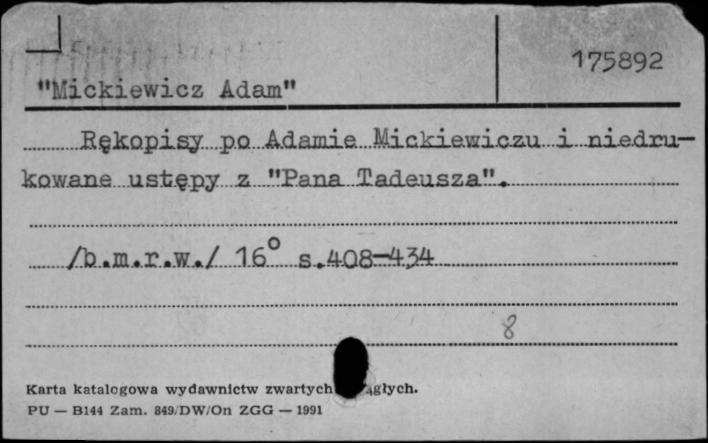 175892
"Mickiewicz Adam"
Rękopisy po Adamie Mickiewiczu i niedru-
kowane ustępy z "Pana Tadeusza".
/b.m.r.w./ 16° s.408-434
8
Karta katalogowa wydawnictw zwartych
PU — B144 Zam. 849/DW/On ZGG — 1991